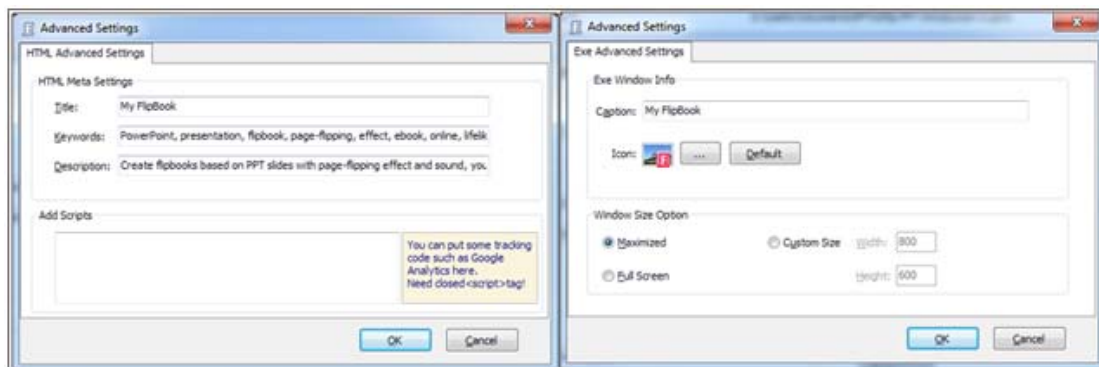 Advanced Settings
HTML Advanced Settings
HTML Meta Settings
Title: My FlipBook
Keywords: PowerPoint, presentation, flipbook, page-flipping, effect, ebook, online, lifelik
Description: Create flipbooks based on PPT slides with page-flipping effect and sound, you
Add Scripts
You can put some tracking
code such as Google
Analytics here.
Need closed<script>tag!
OK Cancel
Advanced Settings
Exe Advanced Settings
Exe Window Info
Caption: My FlipBook
Icon: F ... Default
Window Size Option
Maximized Custom Size Width: 800
Full Screen Height: 600
OK Cancel